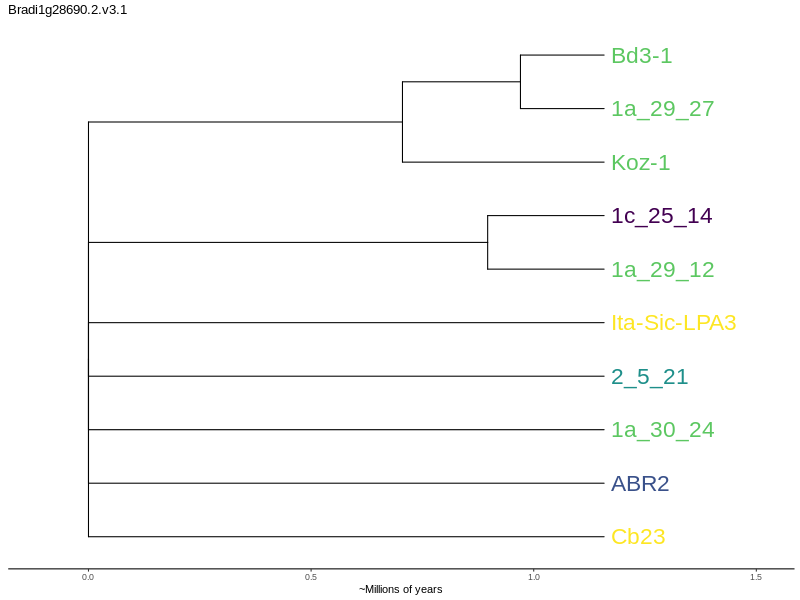 Bradi1g28690.2.v3.1
Bd3-1
1a_29_27
Koz-1
1c_25_14
1a_29_12
Ita-Sic-LPA3
2_5_21
1a_30_24
ABR2
Cb23
0.0 0.5 1.0 1.5
~Millions of years